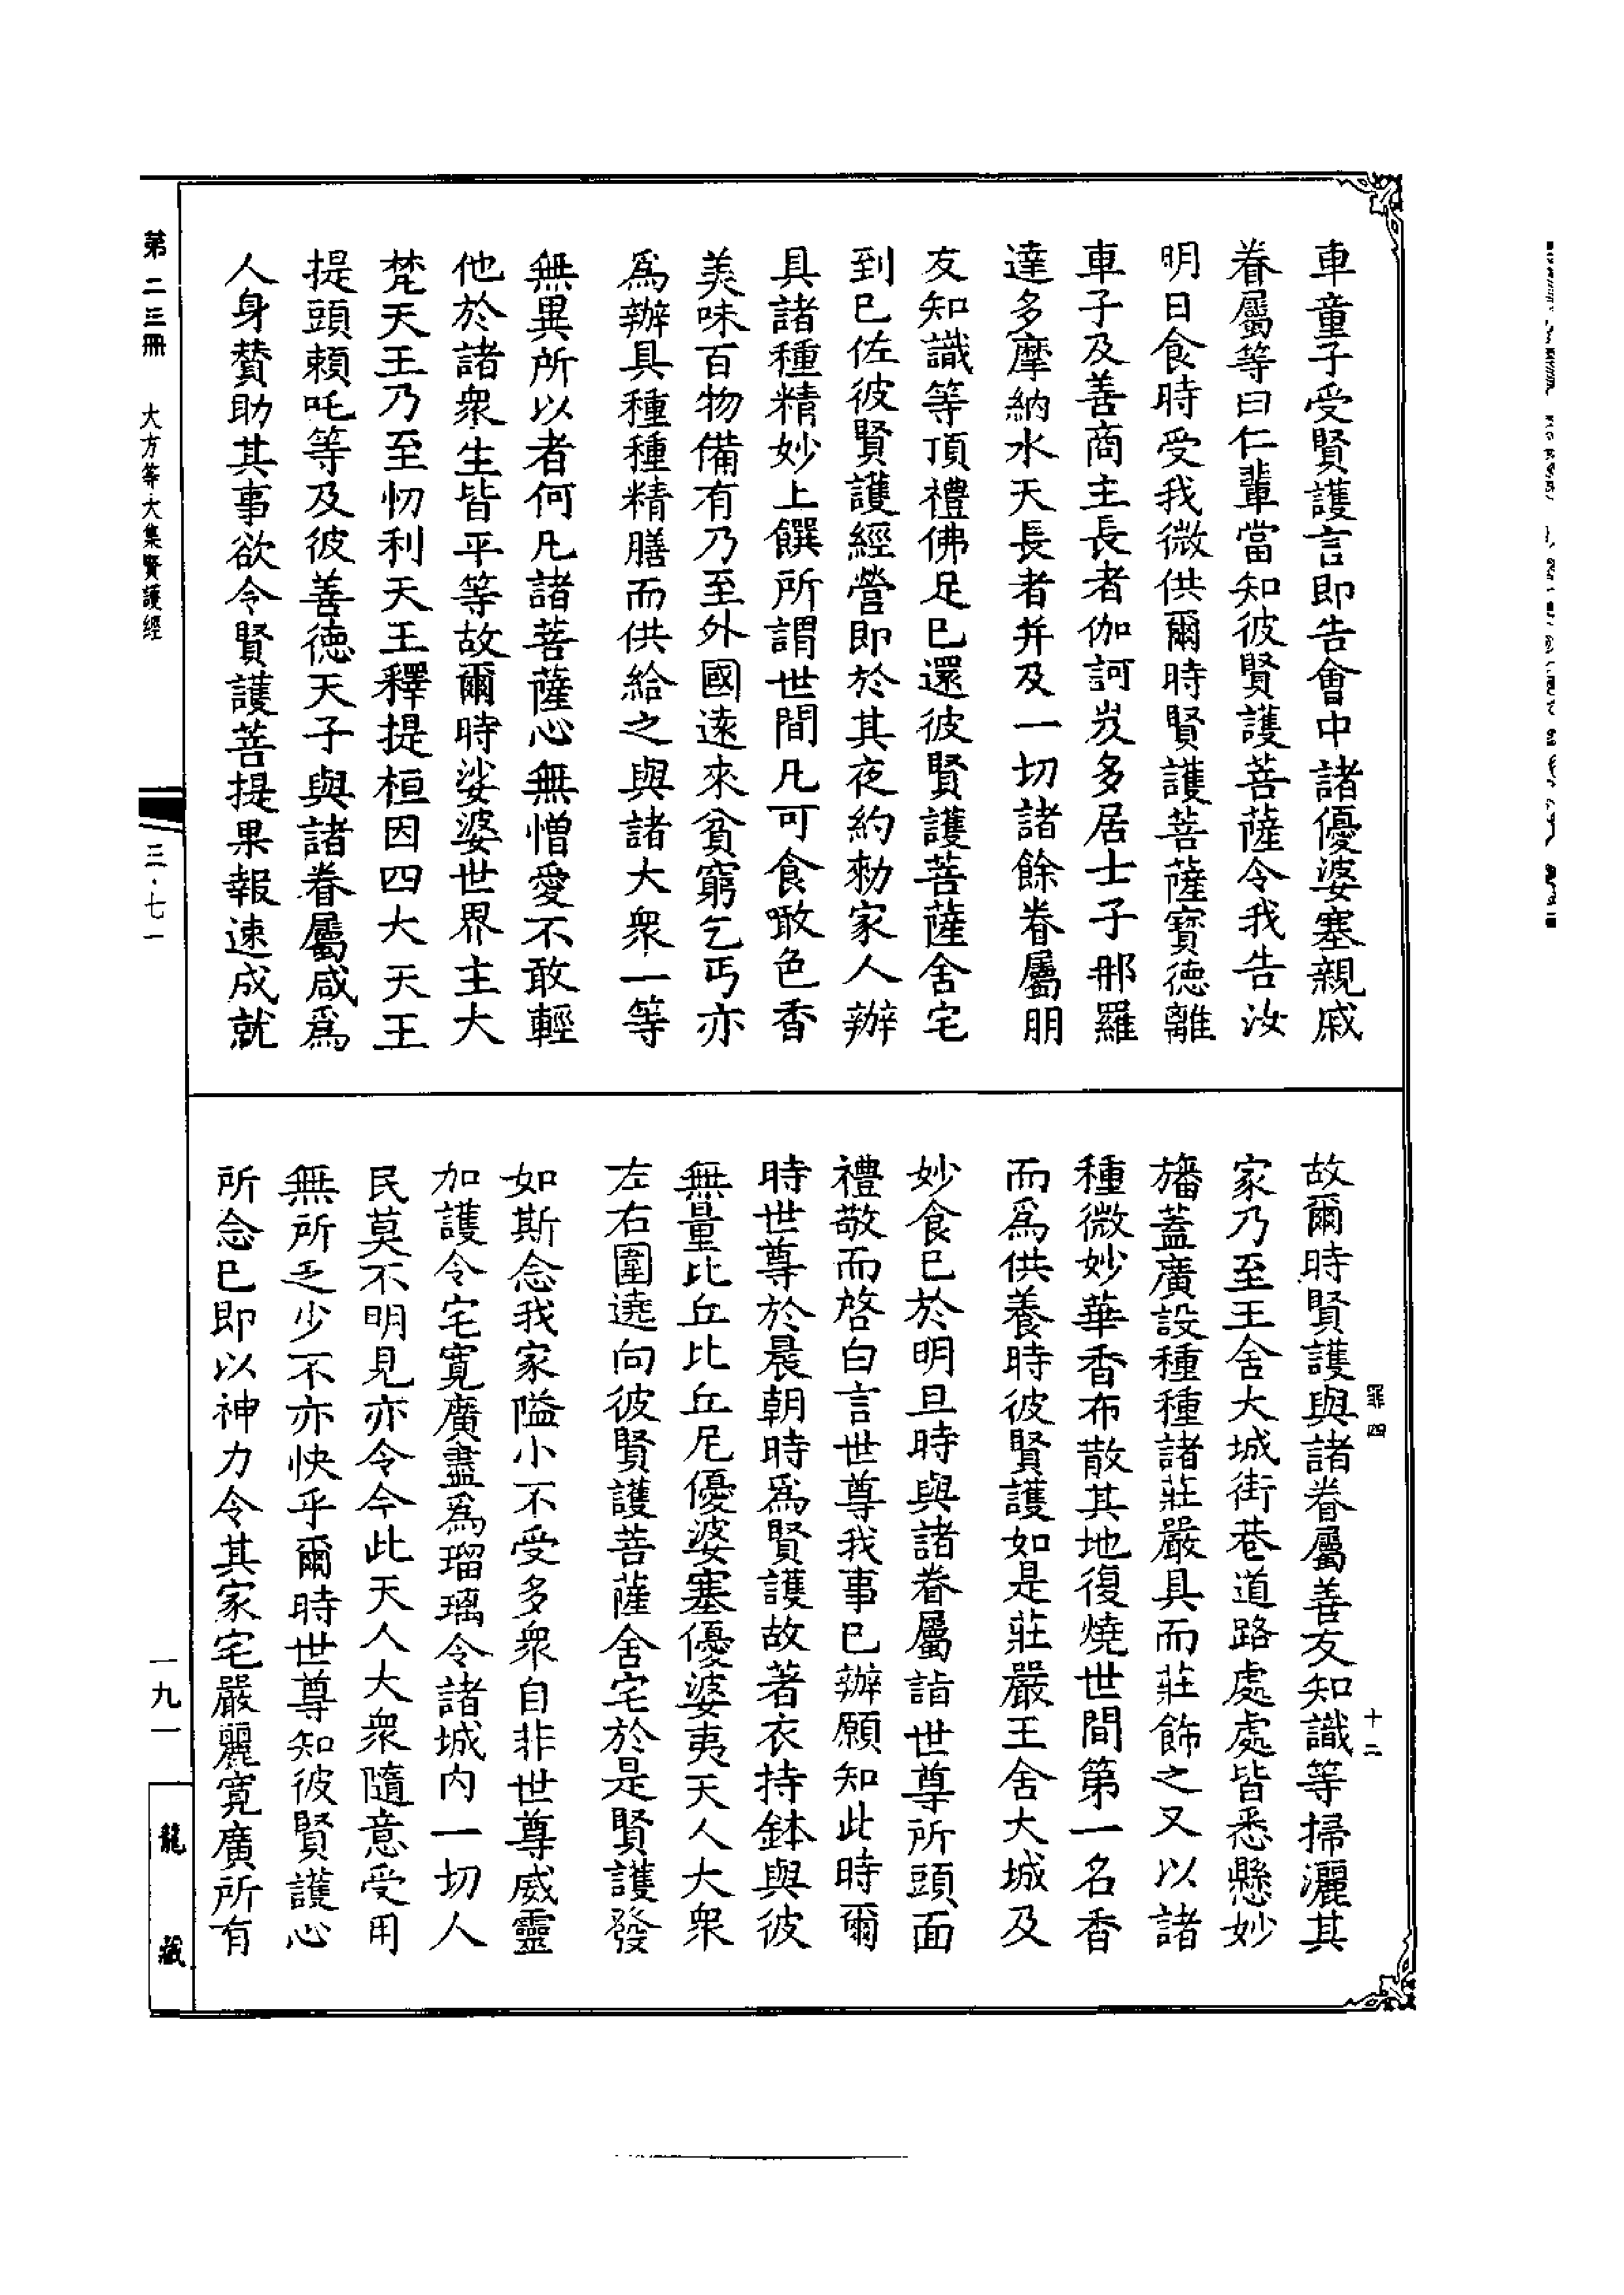 車童子受賢護言即告會中諸優婆塞親戚
眷屬等曰仁輩當知彼賢護菩薩令我告汝
明日食時受我微供爾時賢護菩薩寳德離
車子及善商主長者伽訶岌多居士子那羅
達多摩納水天長者并及一切諸餘眷屬朋
友知識等頂禮佛足已還彼賢護菩薩舍宅
到已佐彼賢護經營即於其夜約勑家人辦
具諸種精妙上饌所謂世間凡可食噉色香
美味百物備有乃至外國遠來貧窮乞丐亦
爲辦具種種精膳而供給之與諸大衆一等
無異所以者何凡諸菩薩心無憎愛不敢輕
他於諸衆生皆平等故爾時娑婆世界主大
梵天王乃至忉利天王釋提桓因四大天王
提頭賴吒等及彼善德天子與諸眷屬咸爲
人身贊助其事欲令賢護菩提果報速成就
故爾時賢護與諸眷屬善友知識等掃灑其
家乃至王舍大城街巷道路處處皆悉懸妙
旛蓋廣設種種諸莊嚴具而莊飾之又以諸
種微妙華香布散其地復燒世間第一名香
而爲供養時彼賢護如是莊嚴王舍大城及
妙食已於明旦時與諸眷屬詣世尊所頭面
禮敬而啓白言世尊我事已辦願知此時爾
時世尊於晨朝時爲賢護故著衣持鉢與彼
無量比丘比丘尼優婆塞優婆夷天人大衆
左右圍遶向彼賢護菩薩舍宅於是賢護發
如斯念我家隘小不受多衆自非世尊威靈
加護令宅寬廣盡爲瑠璃令諸城內一切人
民莫不明見亦令今此天人大衆隨意受用
無所乏少不亦快乎爾時世尊知彼賢護心
所念已即以神力令其家宅嚴麗寬廣所有
罪四
十二
第二三冊 大方等大集賢護經
三·七一
一九一
龍藏